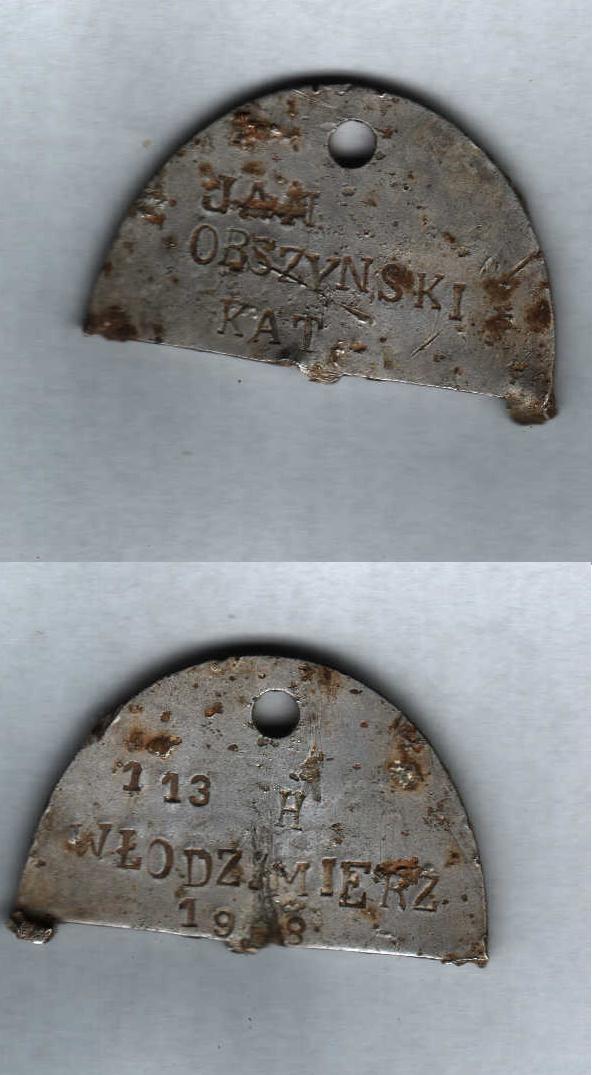 JAN
OBSZYNSKI
KAT
113 H
WŁODZIMIERZ